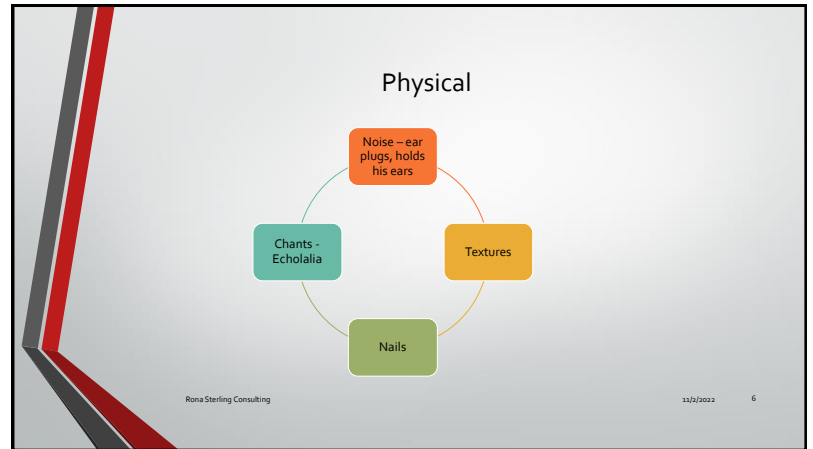 Physical
Noise – ear
plugs, holds
his ears
Chants -
Echolalia
Textures
Nails
Rona Sterling Consulting
11/2/2022
6